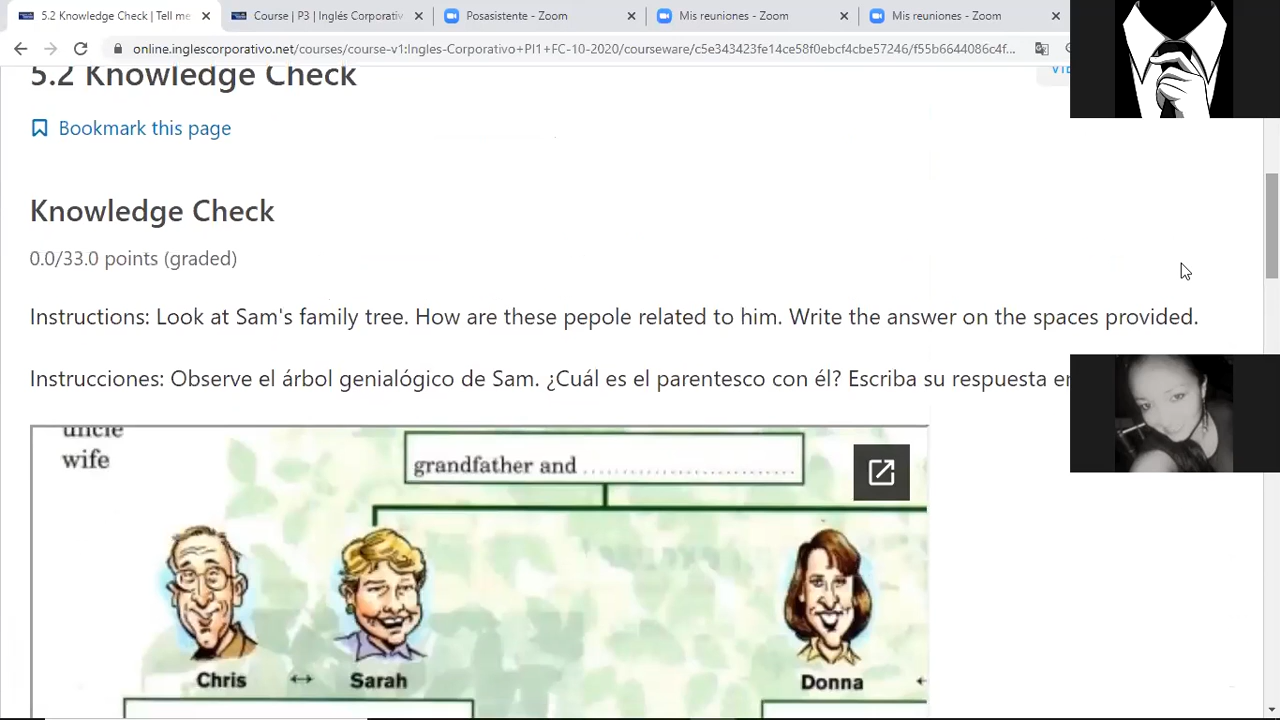 5.2 Knowledge Check | Tell me
Course | P3 | Inglés Corporativ
Posasistente - Zoom
Mis reuniones - Zoom
Mis reuniones - Zoom
online.inglescorporativo.net/courses/course-v1:Ingles-Corporativo+PI1+FC-10-2020/courseware/c5e343423fe14ce58f0ebcf4cbe57246/f55b6644086c4f...
5.2 Knowledge Check
Bookmark this page
Knowledge Check
0.0/33.0 points (graded)
Instructions: Look at Sam's family tree. How are these pepole related to him. Write the answer on the spaces provided.
Instrucciones: Observe el árbol genialógico de Sam. ¿Cuál es el parentesco con él? Escriba su respuesta en
uncle
wife
grandfather and ........................
Chris ↔ Sarah
Donna